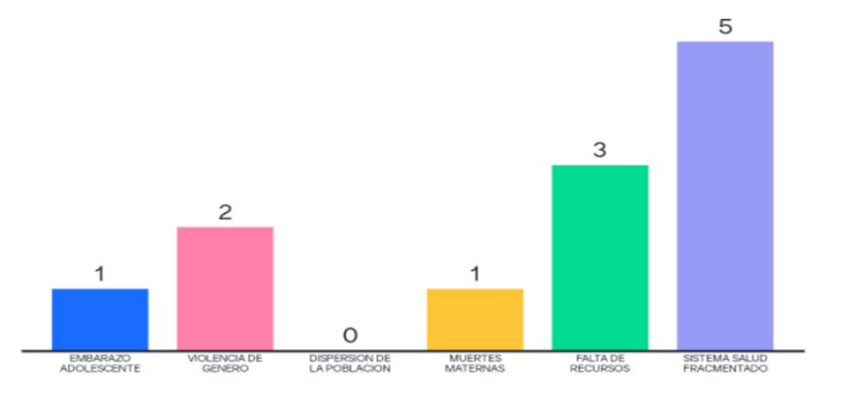 5
3
2
1
1
0
EMBARAZO
ADOLESCENTE
VIOLENCIA DE
GENERO
DISPERSION DE
LA POBLACION
MUERTES
MATERNAS
FALTA DE
RECURSOS
SISTEMA SALUD
FRACMENTADO